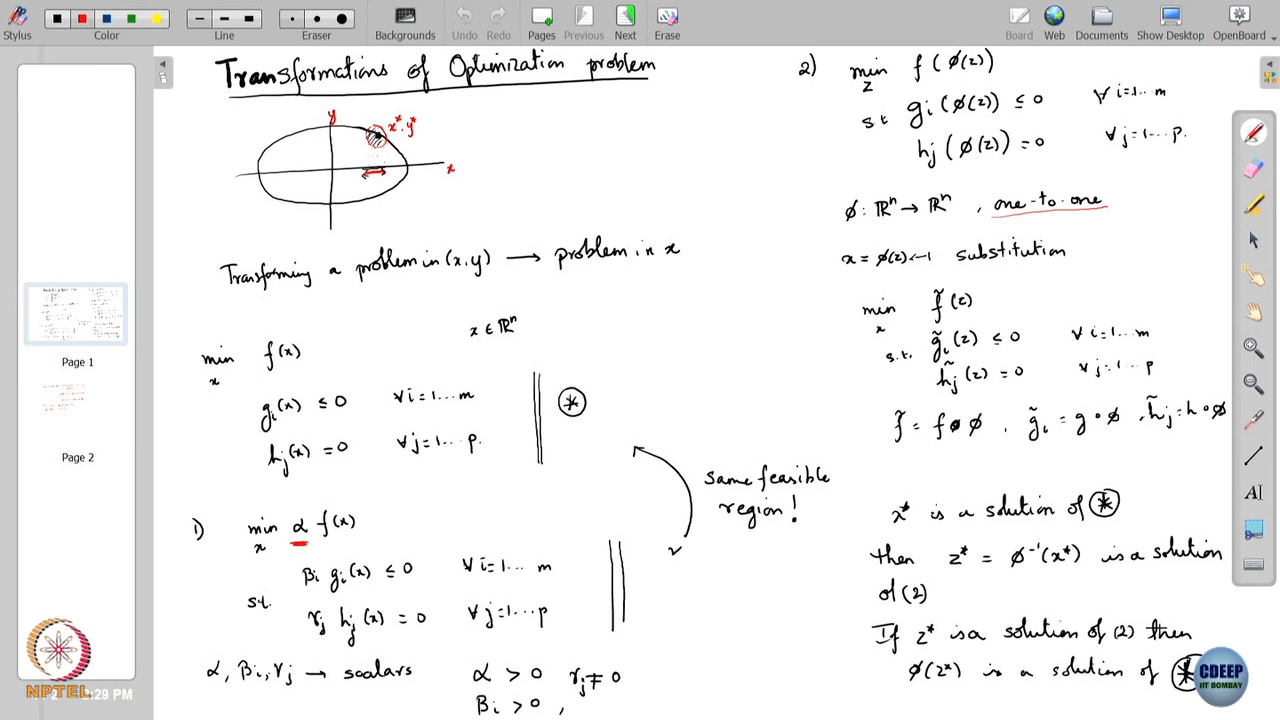 Stylus
Color
Line
Eraser
Backgrounds
Undo
Redo
Pages
Previous
Next
Erase
Board
Web
Documents
Show Desktop
OpenBoard
Page 1
Page 2
Transformations of Optimization problem
y
x*, y*
x
Transforming a problem in (x,y) → problem in x
x ∈ ℝⁿ
min f(x)
x
gᵢ(x) ≤ 0 ∀i=1...m
hⱼ(x) = 0 ∀j=1...p.
(*)
same feasible
region!
1) min α f(x)
x
s.t. βᵢ gᵢ(x) ≤ 0 ∀i=1...m
γⱼ hⱼ(x) = 0 ∀j=1...p
α, βᵢ, γⱼ → scalars α > 0 γⱼ ≠ 0
βᵢ > 0,
2) min f(φ(z))
z
s.t. gᵢ(φ(z)) ≤ 0 ∀i=1...m
hⱼ(φ(z)) = 0 ∀j=1...p.
φ: ℝⁿ → ℝⁿ, one-to-one
x = φ(z) ← substitution
min f̃(z)
x
s.t. g̃ᵢ(z) ≤ 0 ∀i=1...m
h̃ⱼ(z) = 0 ∀j=1...p
f̃ = f∘φ, g̃ᵢ = g∘φ, h̃ⱼ = h∘φ
x* is a solution of (*)
then z* = φ⁻¹(x*) is a solution
of (2)
If z* is a solution of (2) then
φ(z*) is a solution of (*)
NPTEL
:29 PM
CDEEP
IIT BOMBAY